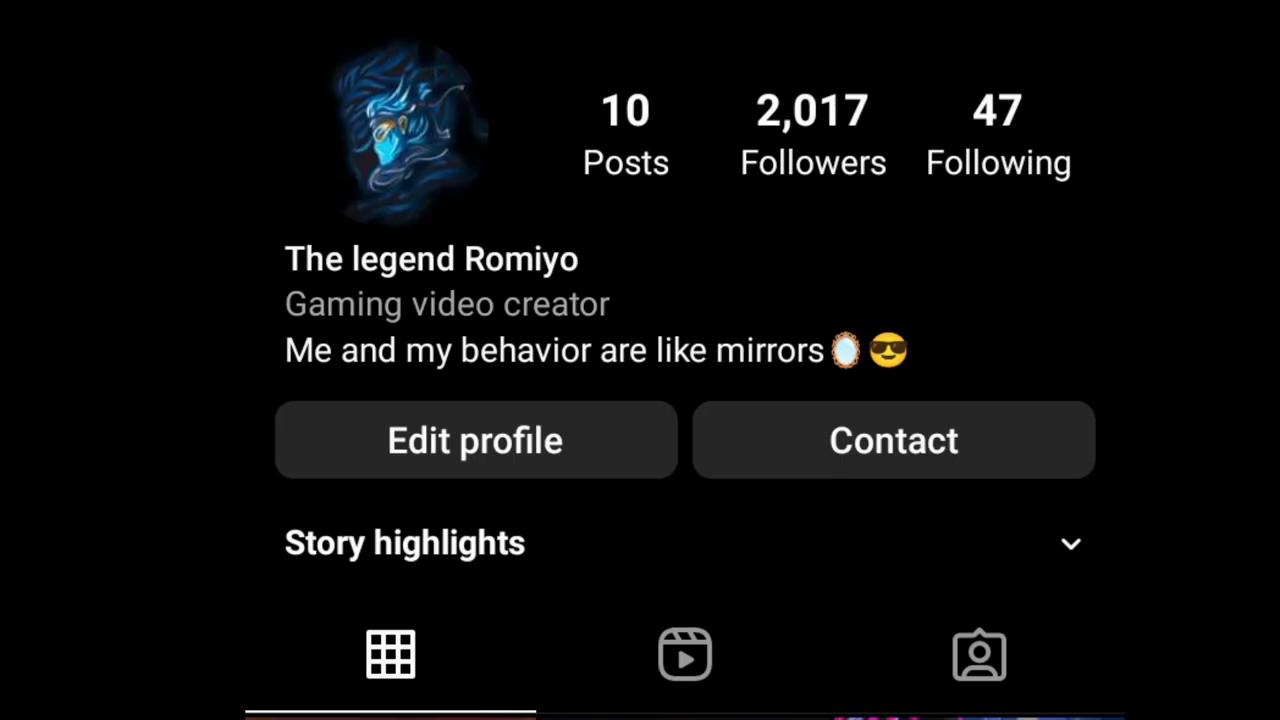 10 2,017 47
Posts Followers Following
The legend Romiyo
Gaming video creator
Me and my behavior are like mirrors🪞😎
Edit profile Contact
Story highlights